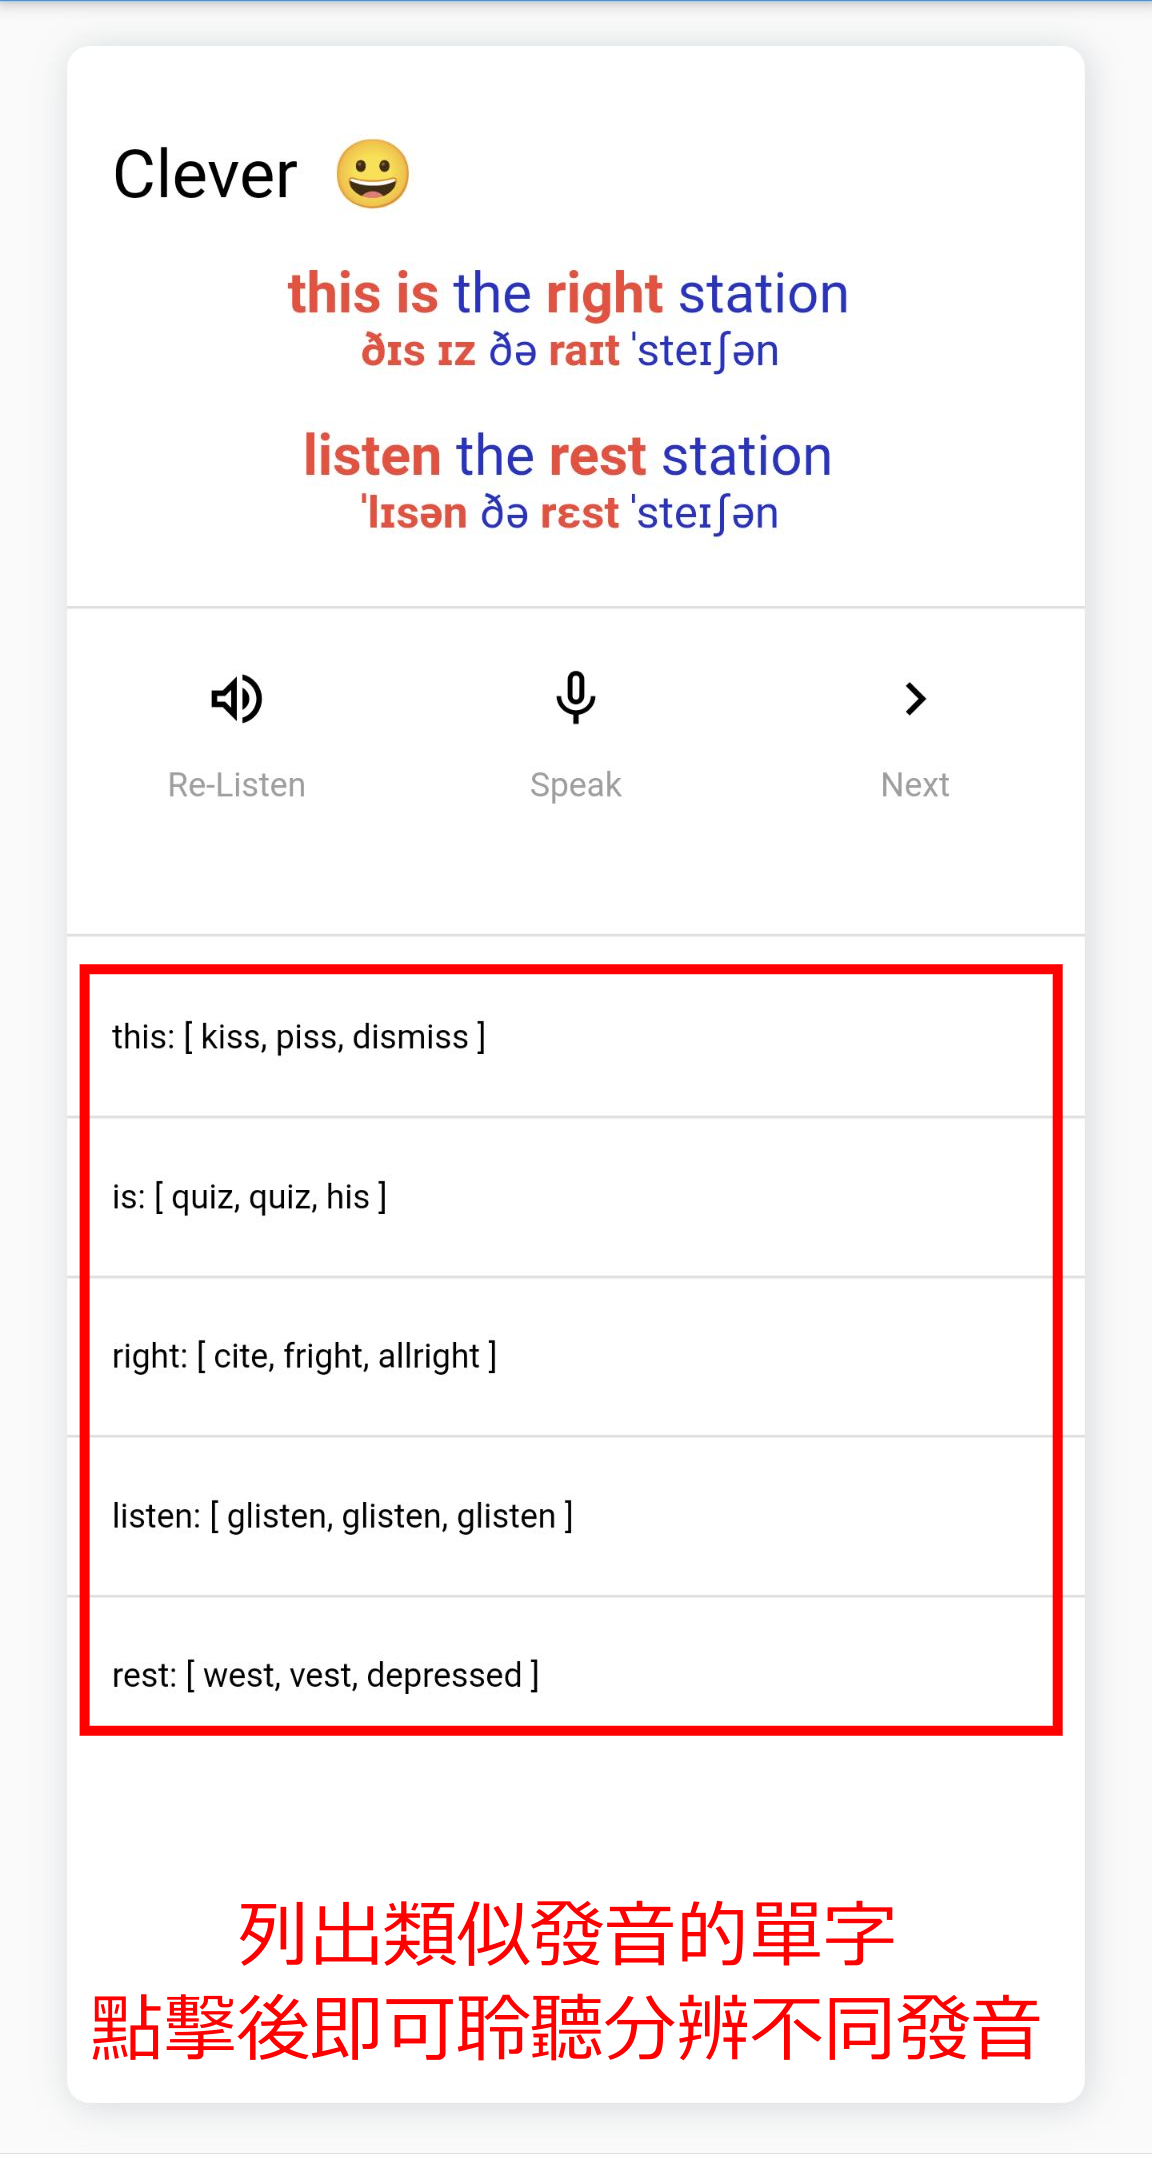 Clever 😀
this is the right station
ðɪs ɪz ðə raɪt ˈsteɪʃən
listen the rest station
ˈlɪsən ðə rɛst ˈsteɪʃən
Re-Listen Speak Next
this: [ kiss, piss, dismiss ]
is: [ quiz, quiz, his ]
right: [ cite, fright, allright ]
listen: [ glisten, glisten, glisten ]
rest: [ west, vest, depressed ]
列出類似發音的單字
點擊後即可聆聽分辨不同發音